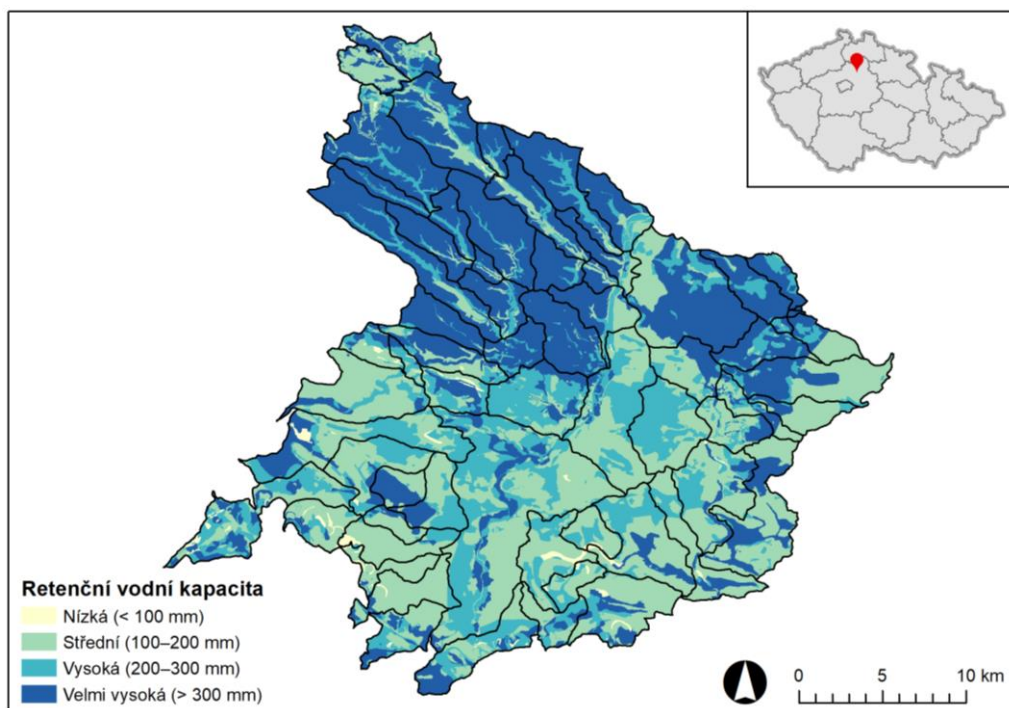 Retenční vodní kapacita
Nízká (< 100 mm)
Střední (100–200 mm)
Vysoká (200–300 mm)
Velmi vysoká (> 300 mm)
0 5 10 km